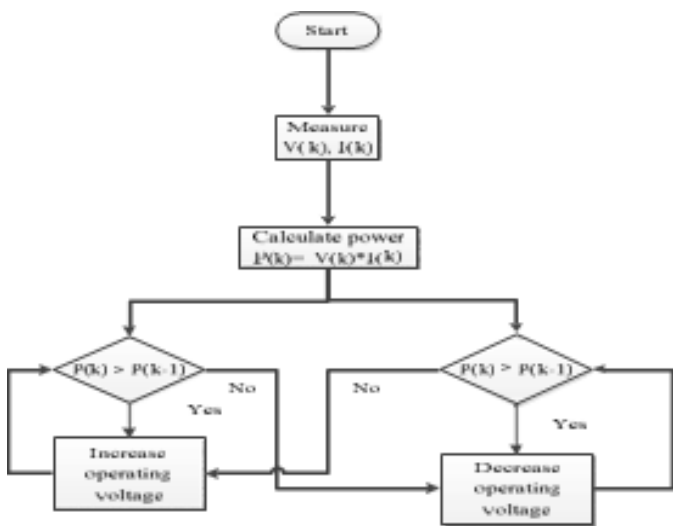 Start
Measure
V(k), I(k)
Calculate power
P(k)= V(k)*I(k)
P(k) > P(k-1)
P(k) > P(k-1)
No
No
Yes
Yes
Increase
operating
voltage
Decrease
operating
voltage